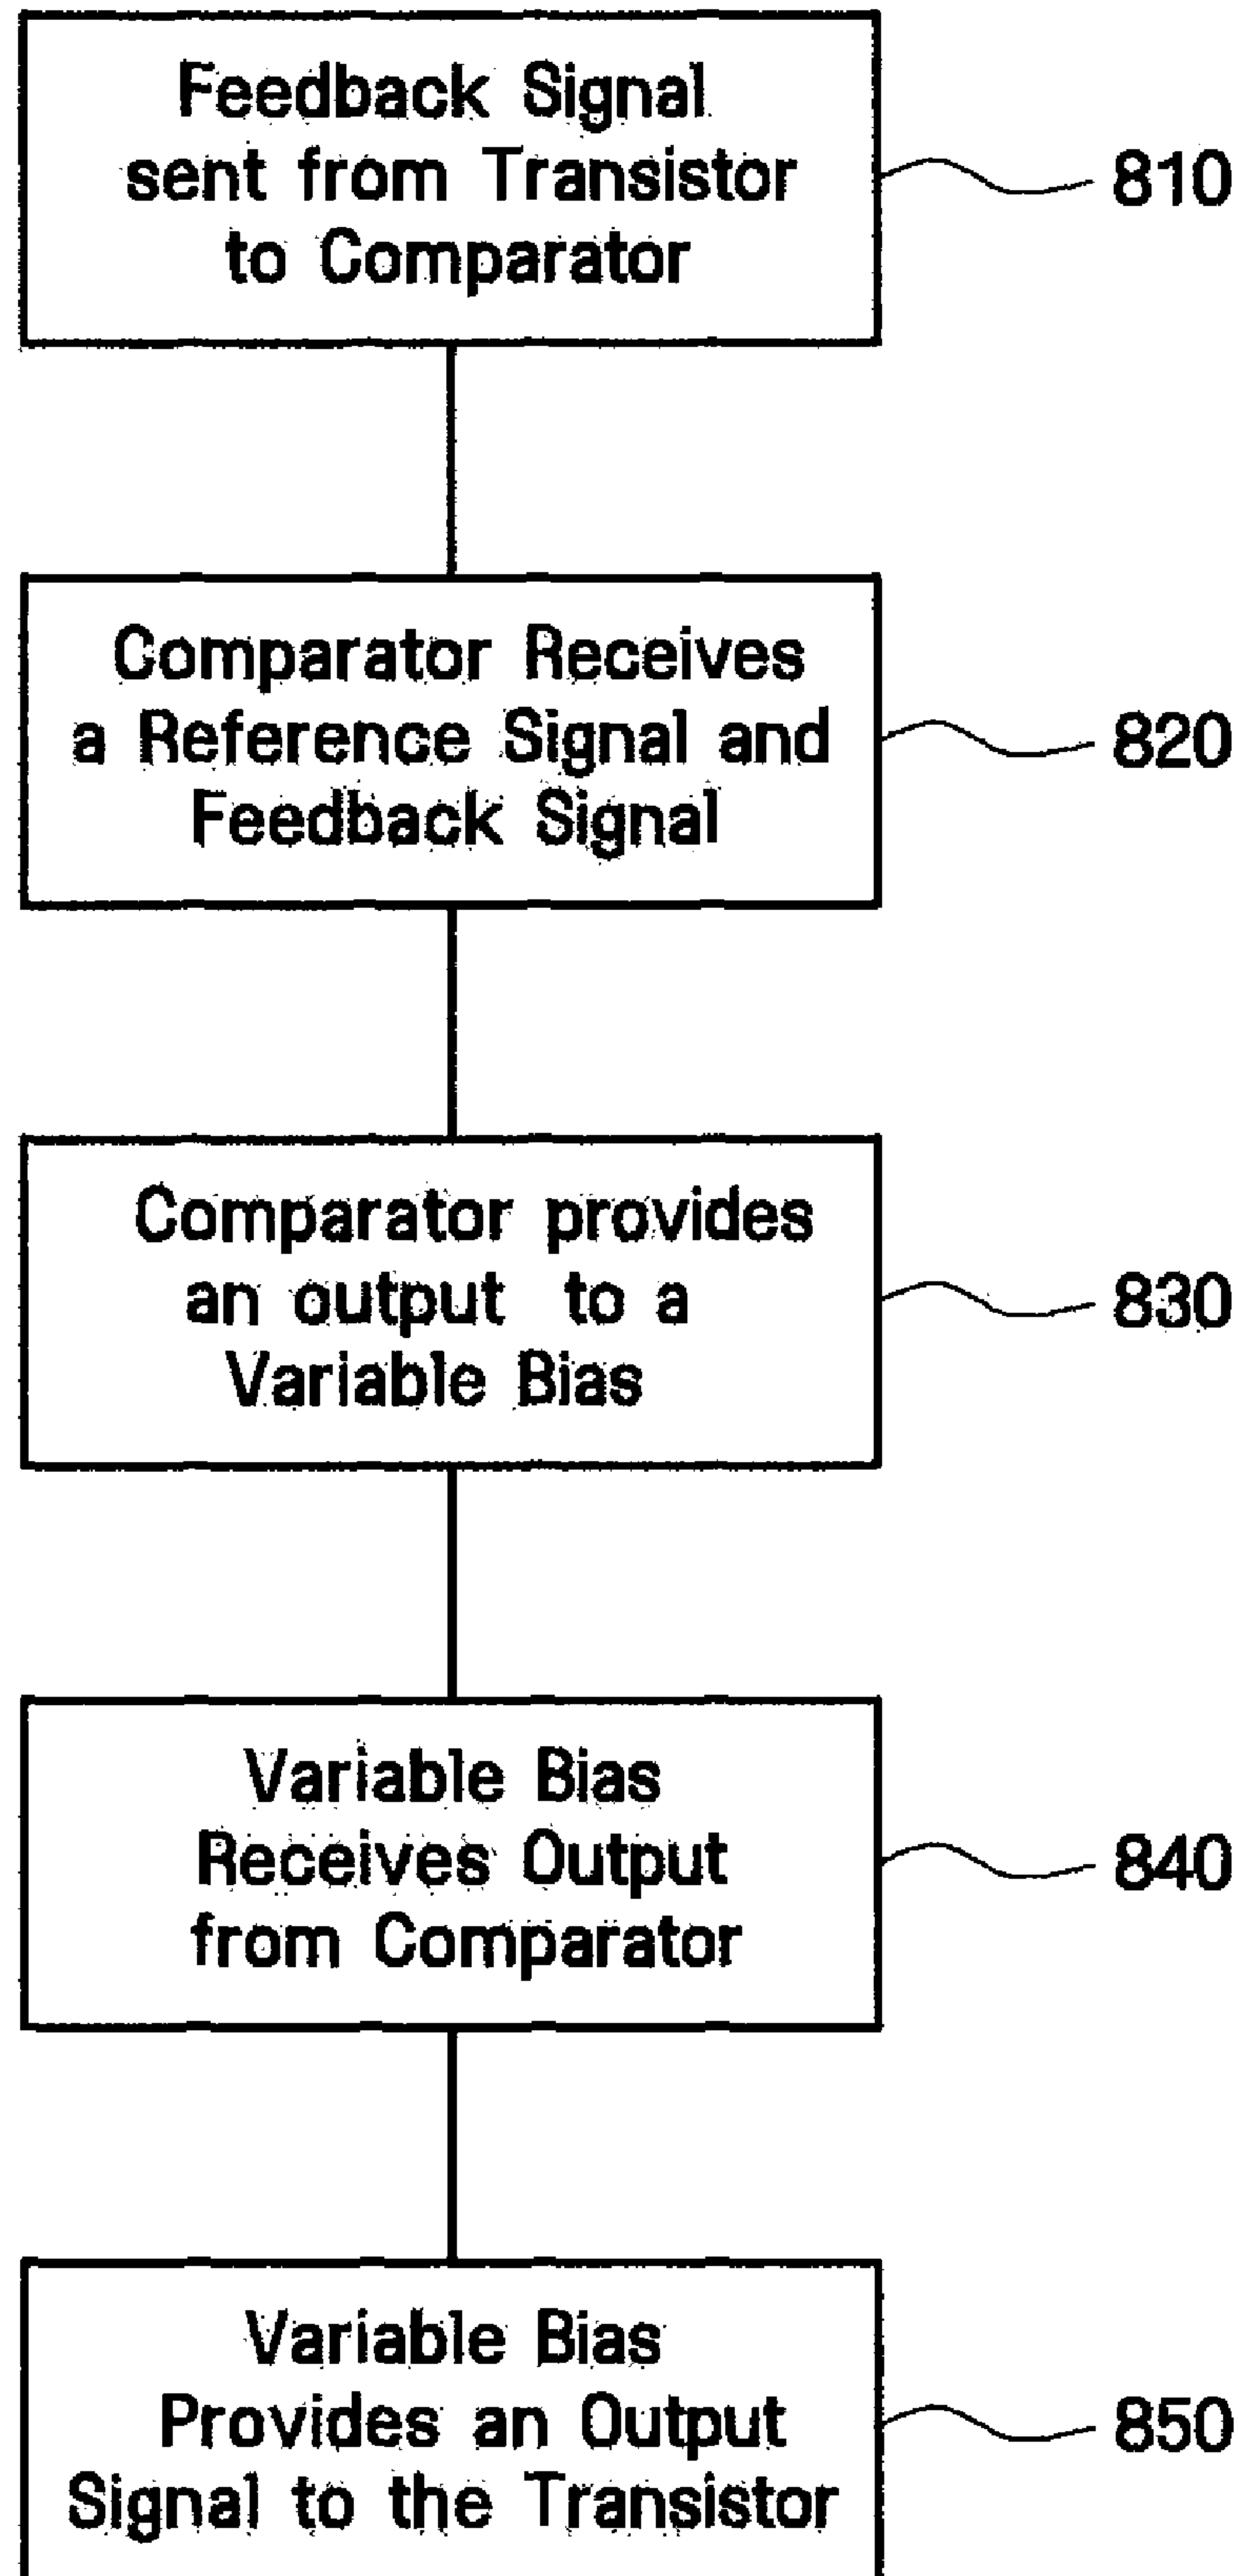 Feedback Signal
sent from Transistor
to Comparator
810
Comparator Receives
a Reference Signal and
Feedback Signal
820
Comparator provides
an output to a
Variable Bias
830
Variable Bias
Receives Output
from Comparator
840
Variable Bias
Provides an Output
Signal to the Transistor
850